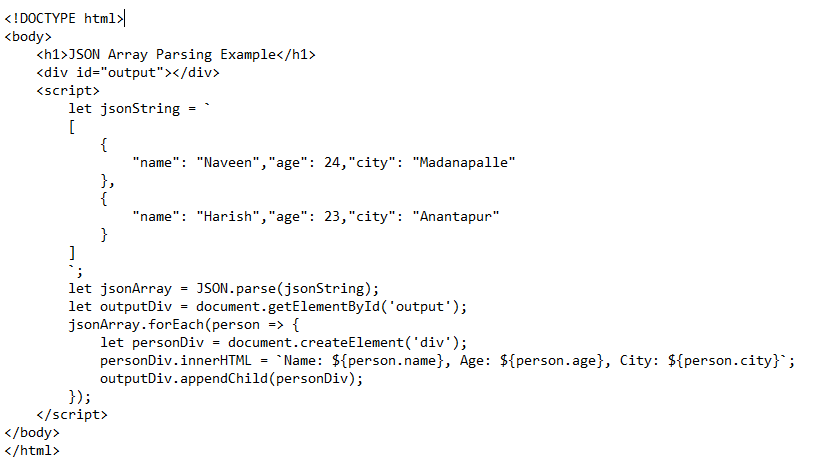 <!DOCTYPE html>
<body>
    <h1>JSON Array Parsing Example</h1>
    <div id="output"></div>
    <script>
        let jsonString = `
        [
            {
                "name": "Naveen","age": 24,"city": "Madanapalle"
            },
            {
                "name": "Harish","age": 23,"city": "Anantapur"
            }
        ]
        `;
        let jsonArray = JSON.parse(jsonString);
        let outputDiv = document.getElementById('output');
        jsonArray.forEach(person => {
            let personDiv = document.createElement('div');
            personDiv.innerHTML = `Name: ${person.name}, Age: ${person.age}, City: ${person.city}`;
            outputDiv.appendChild(personDiv);
        });
    </script>
</body>
</html>